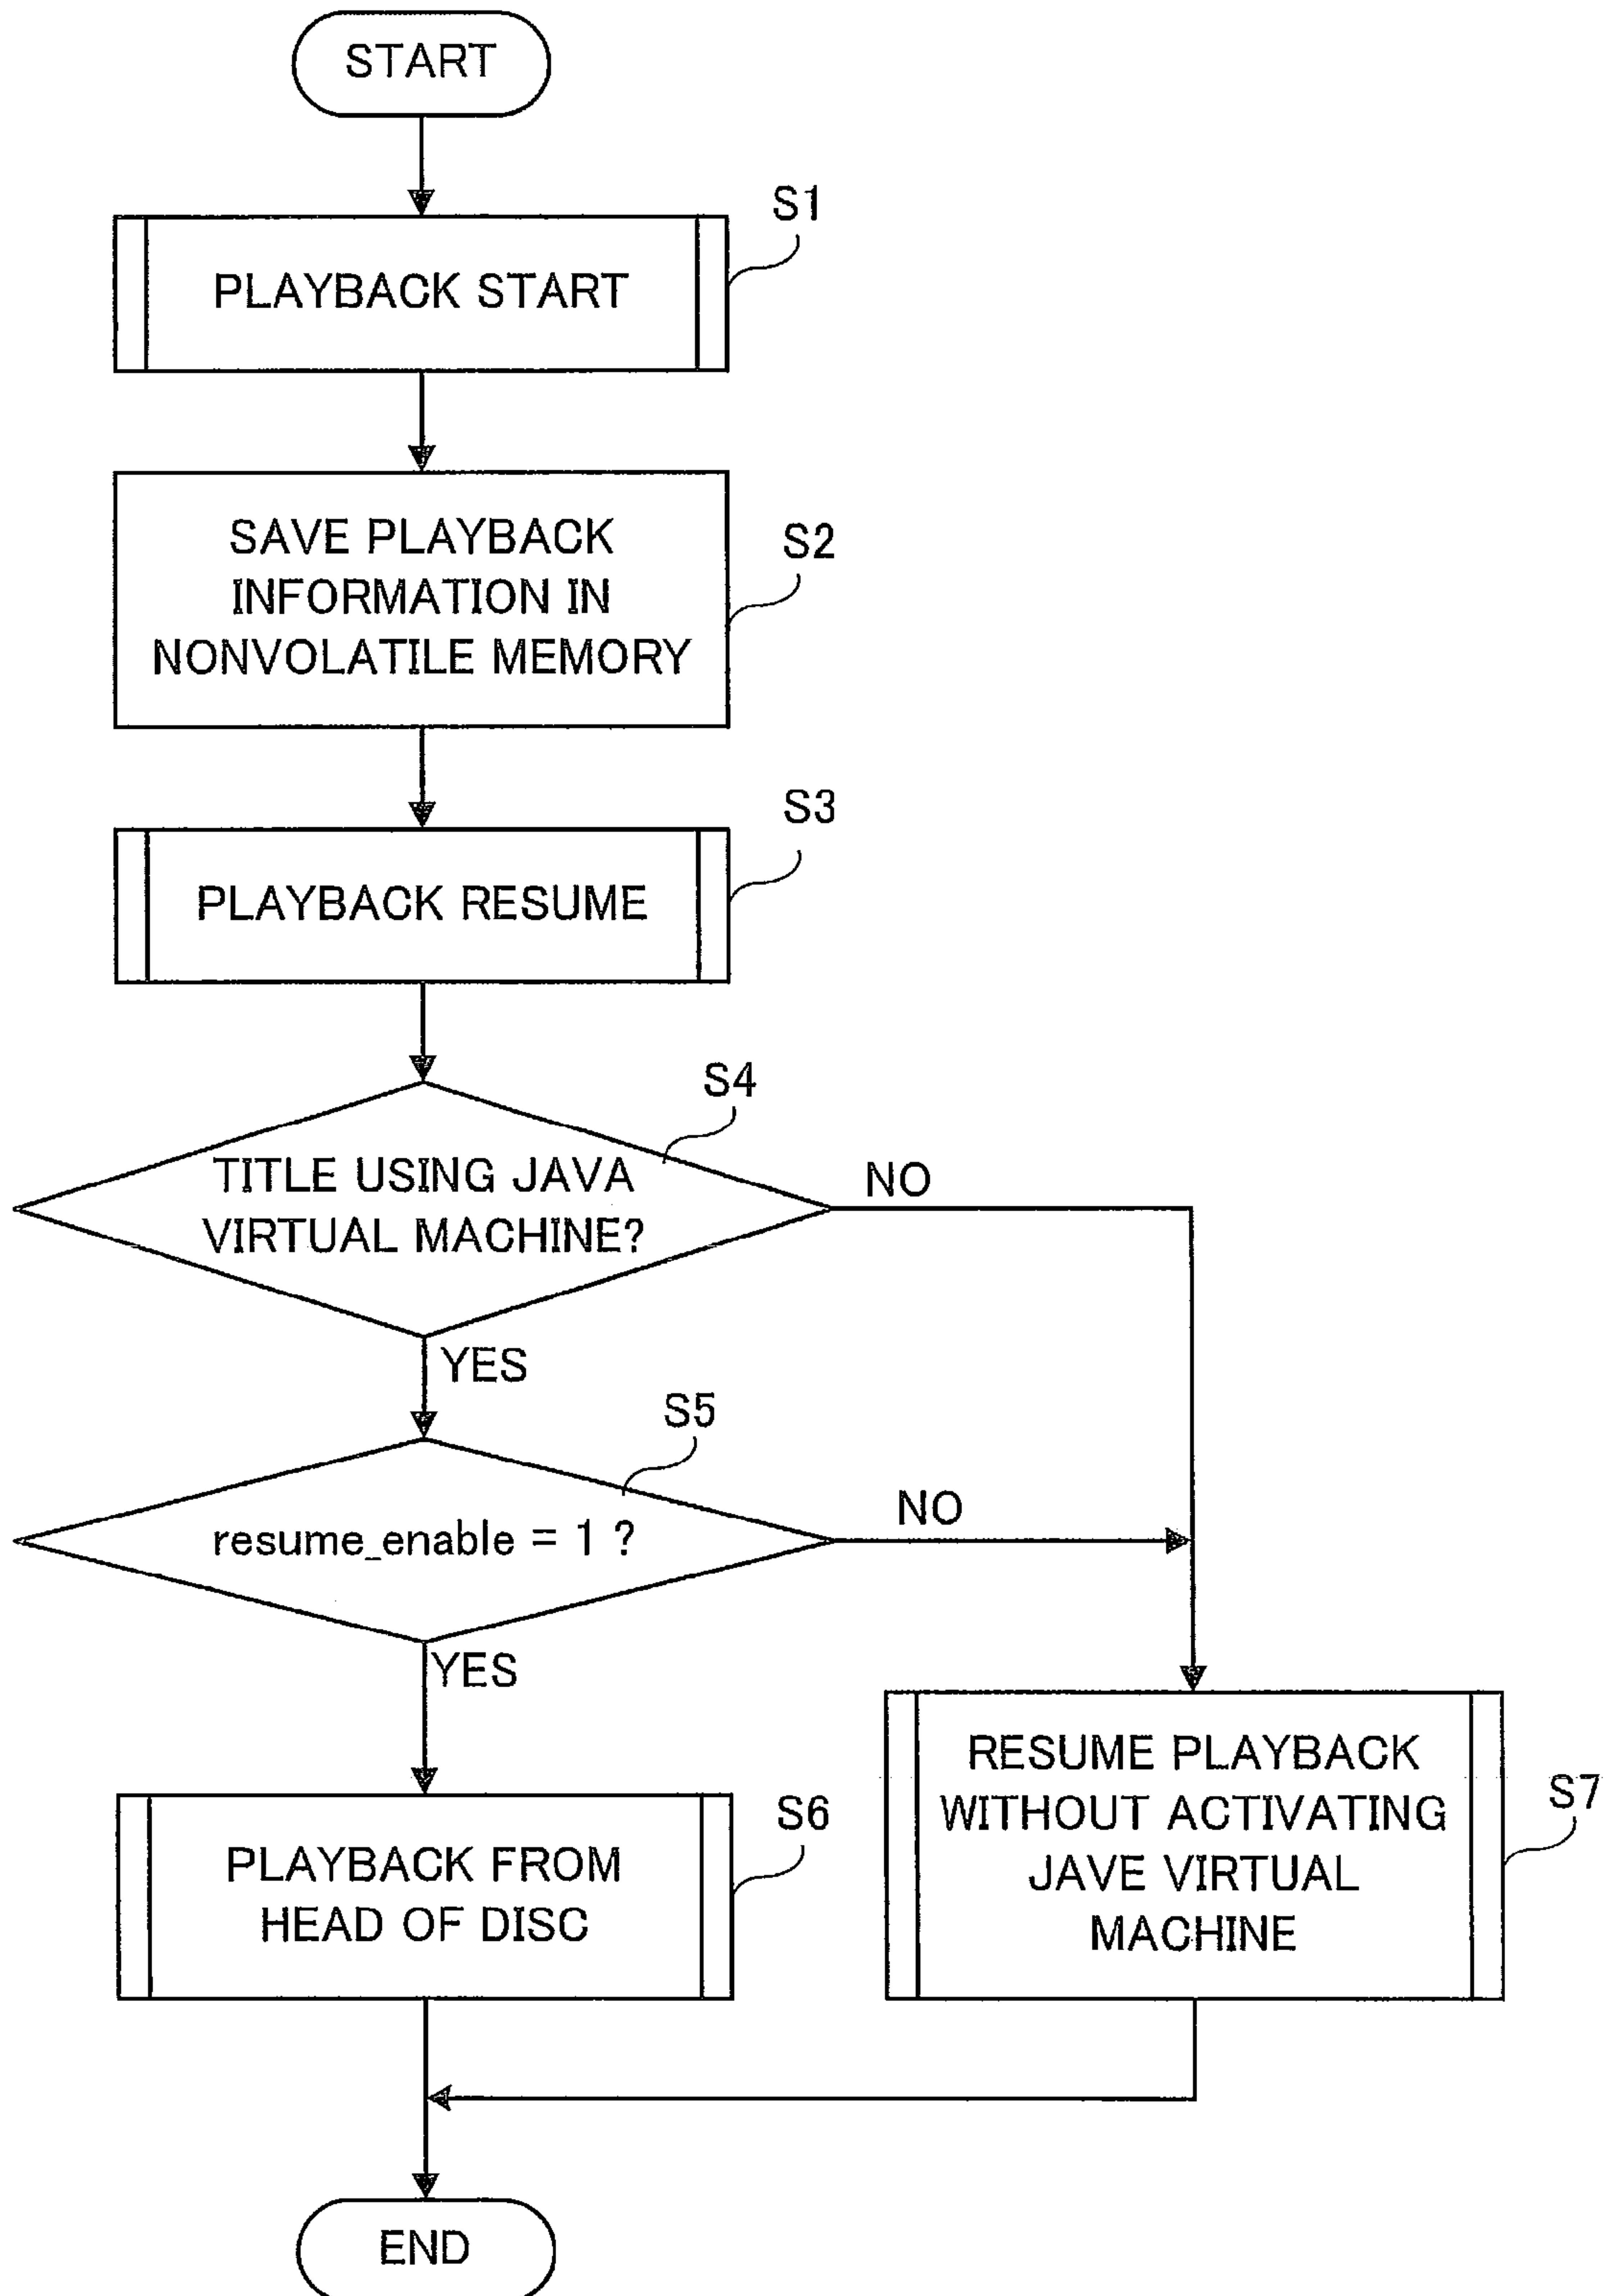 START
S1
PLAYBACK START
S2
SAVE PLAYBACK
INFORMATION IN
NONVOLATILE MEMORY
S3
PLAYBACK RESUME
S4
TITLE USING JAVA
VIRTUAL MACHINE?
NO
YES
S5
resume_enable = 1 ?
NO
YES
S6
PLAYBACK FROM
HEAD OF DISC
S7
RESUME PLAYBACK
WITHOUT ACTIVATING
JAVE VIRTUAL
MACHINE
END